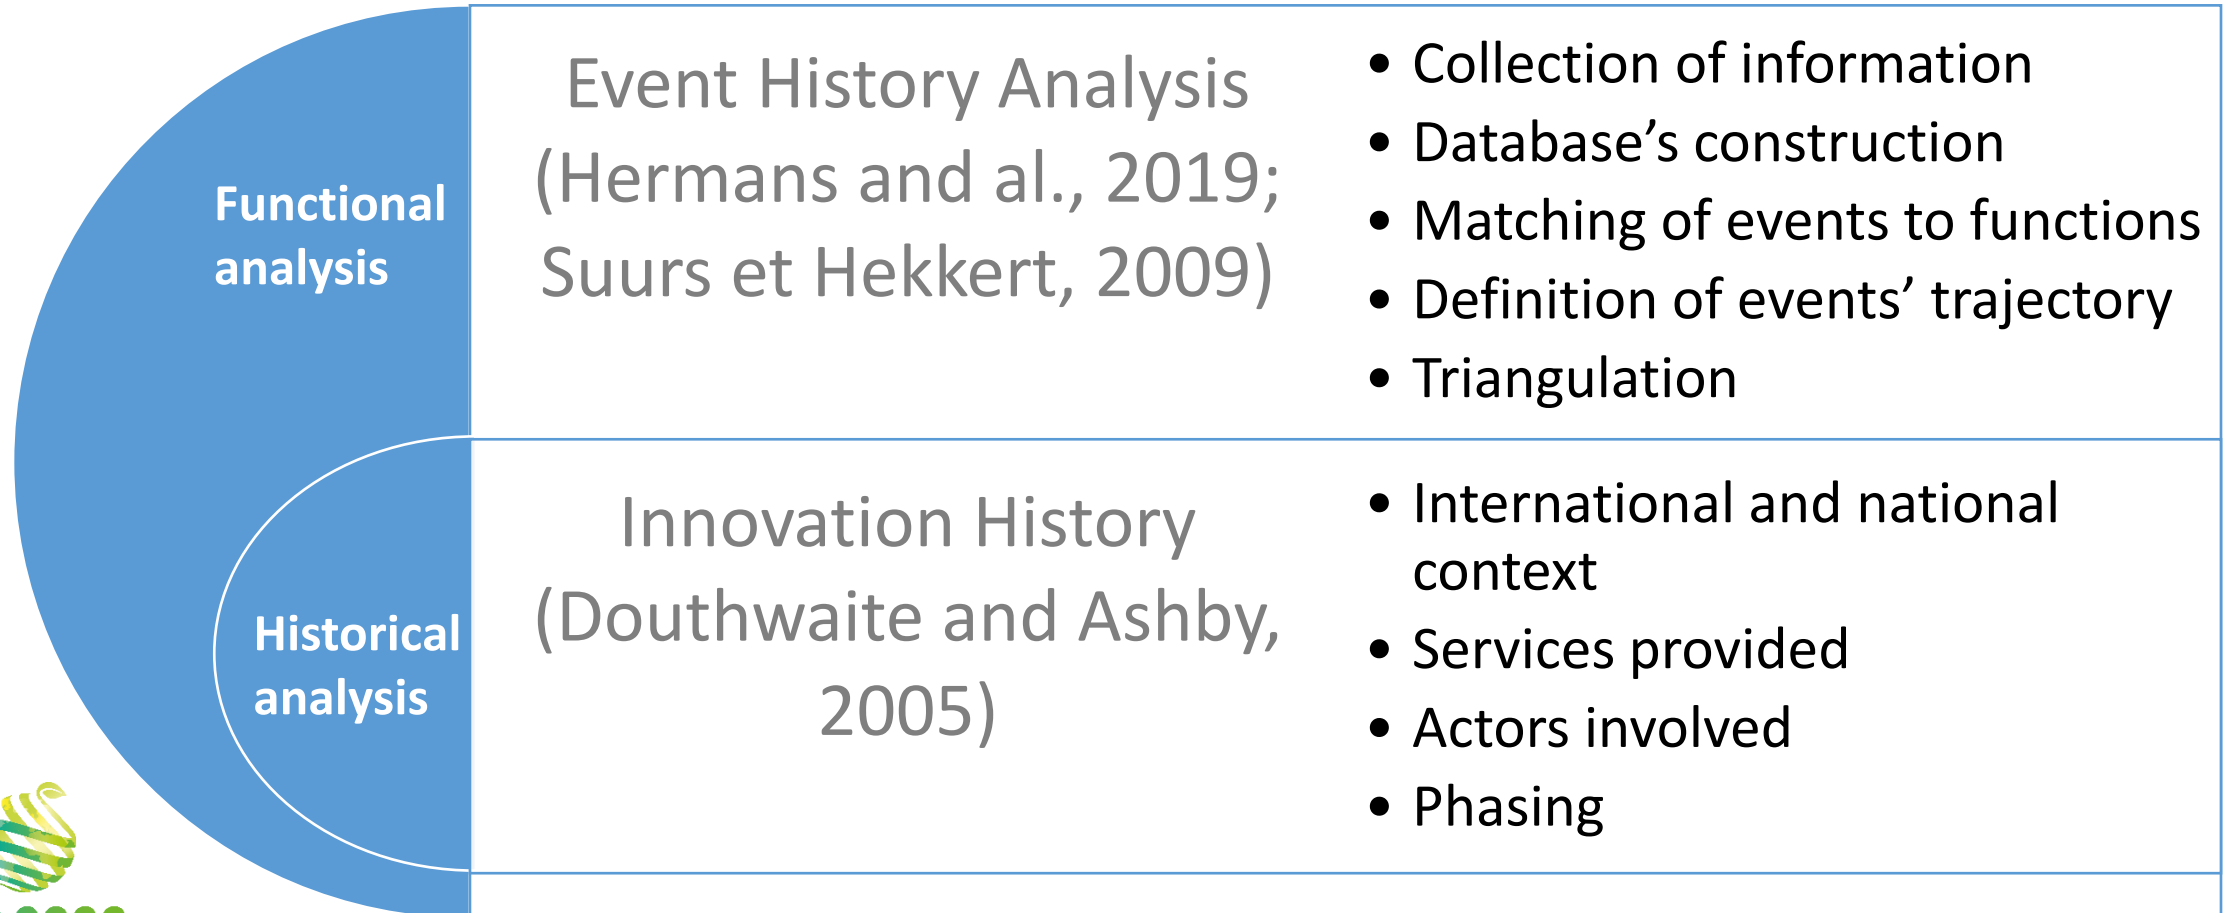 Functional
analysis
Event History Analysis
(Hermans and al., 2019;
Suurs et Hekkert, 2009)
• Collection of information
• Database’s construction
• Matching of events to functions
• Definition of events’ trajectory
• Triangulation
Historical
analysis
Innovation History
(Douthwaite and Ashby,
2005)
• International and national
context
• Services provided
• Actors involved
• Phasing